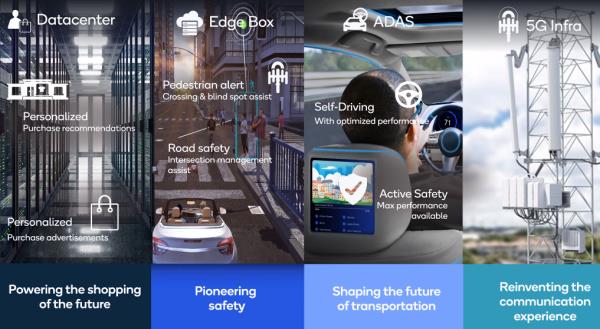 Datacenter
Personalized
Purchase recommendations
Personalized
Purchase advertisements
Powering the shopping
of the future
Edge Box
Pedestrian alert
Crossing & blind spot assist
Road safety
Intersection management
assist
Pioneering
safety
ADAS
Self-Driving
With optimized performance
71
Active Safety
Max performance
available
Shaping the future
of transportation
5G Infra
Reinventing the
communication
experience